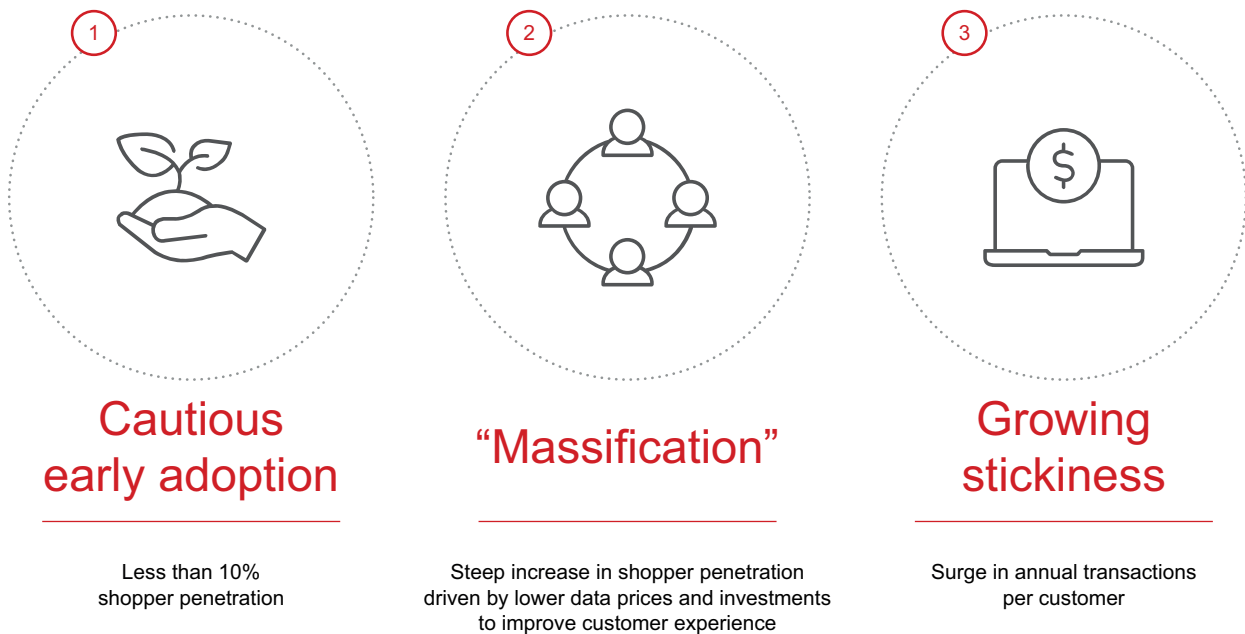 1
Cautious
early adoption
Less than 10%
shopper penetration
2
“Massification”
Steep increase in shopper penetration
driven by lower data prices and investments
to improve customer experience
3
$
Growing
stickiness
Surge in annual transactions
per customer